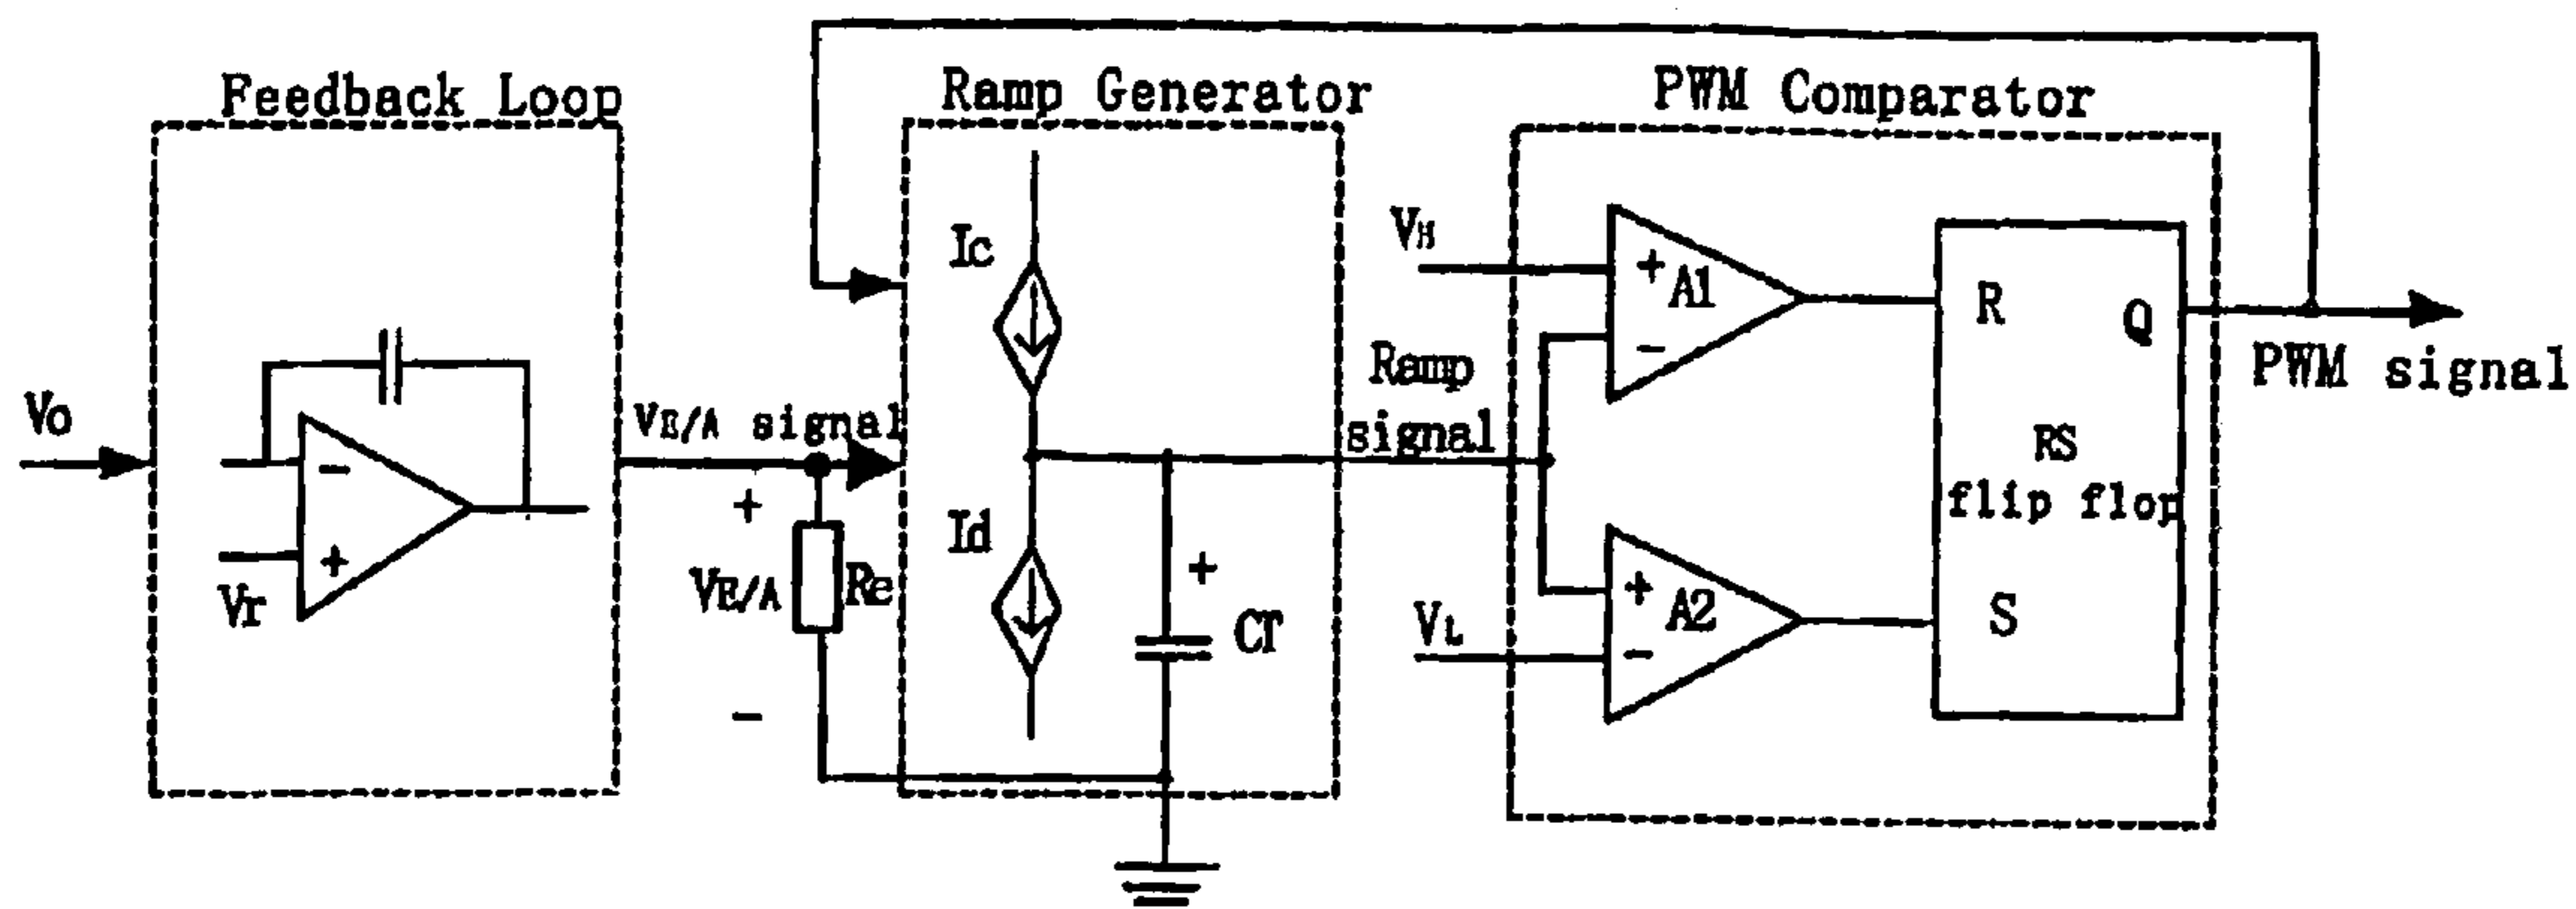 Feedback Loop
Ramp Generator
PWM Comparator
Vo
Vr
-
+
VE/A signal
+
VE/A
-
Re
Ic
Id
+
CT
Ramp
signal
VH
VL
+
A1
-
+
A2
-
R
Q
RS
flip flop
S
PWM signal